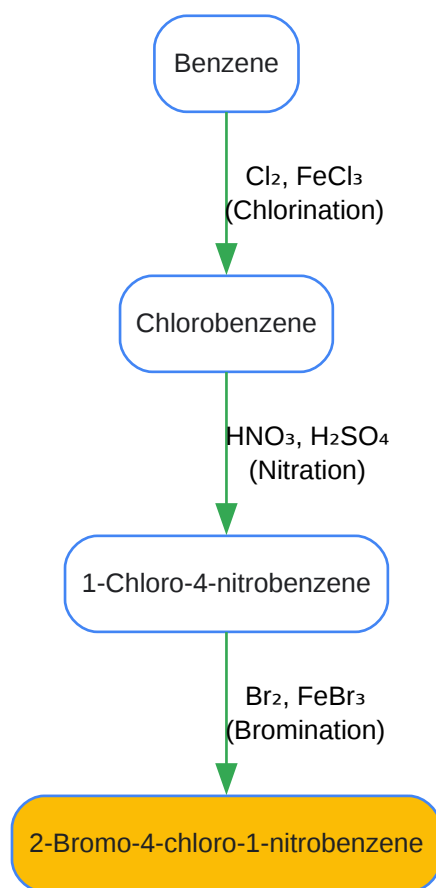 Benzene
Cl₂, FeCl₃
(Chlorination)
Chlorobenzene
HNO₃, H₂SO₄
(Nitration)
1-Chloro-4-nitrobenzene
Br₂, FeBr₃
(Bromination)
2-Bromo-4-chloro-1-nitrobenzene